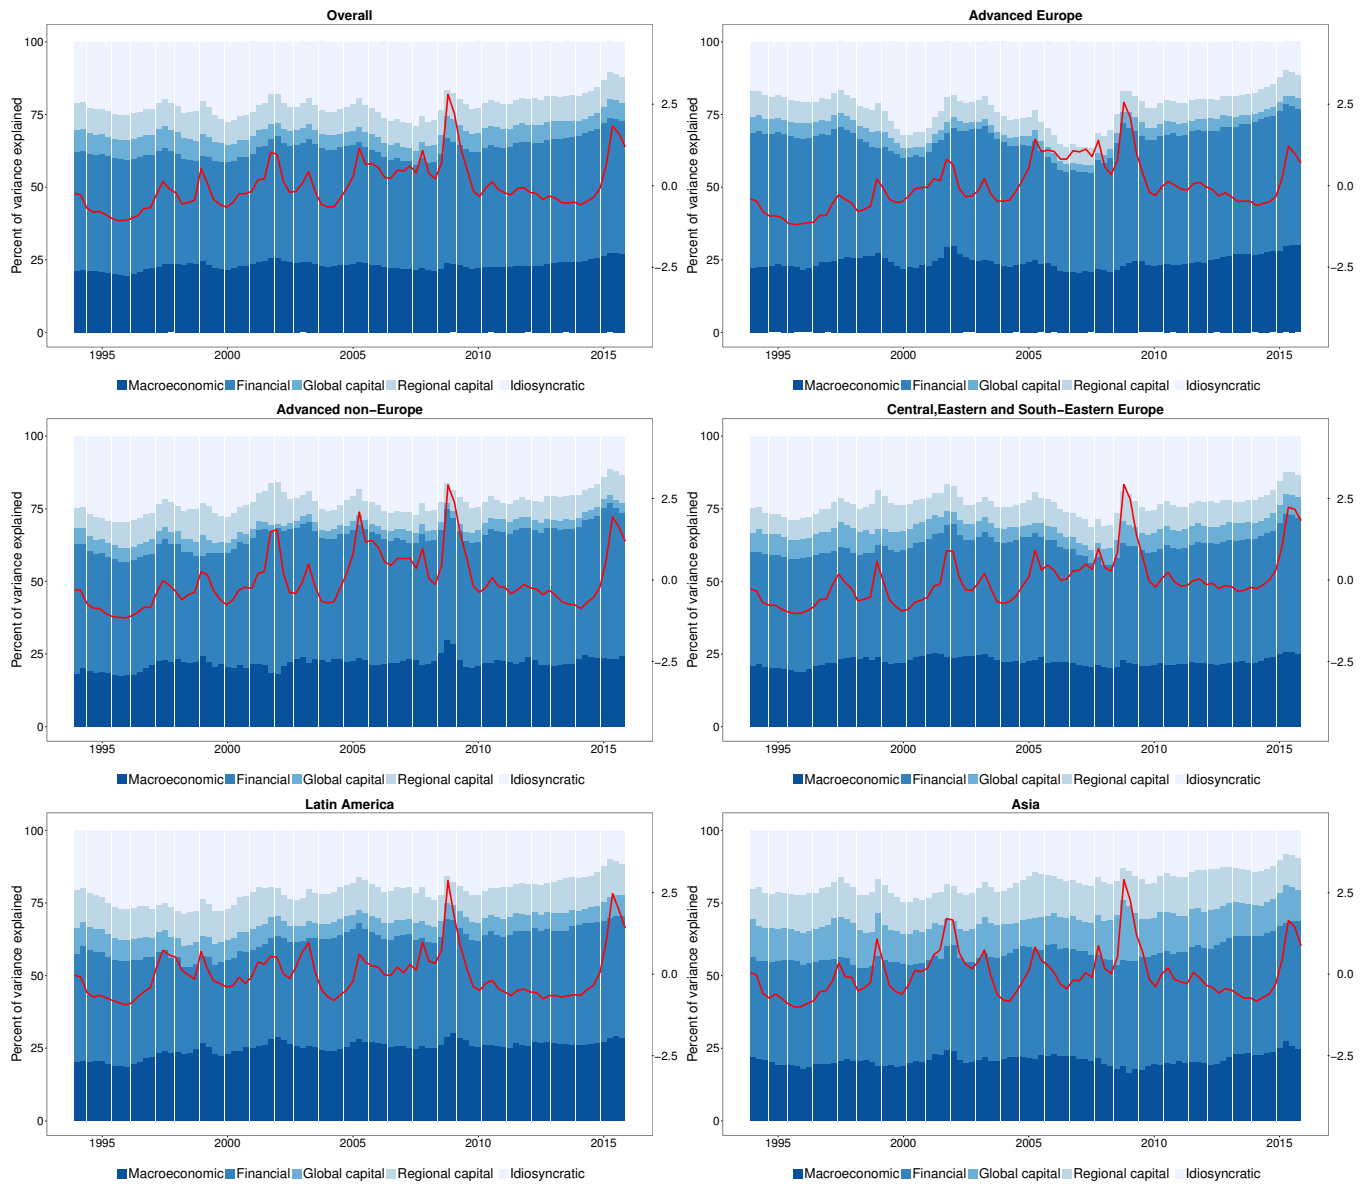 Overall
Percent of variance explained
100
75
50
25
0
2.5
0.0
−2.5
1995 2000 2005 2010 2015
Macroeconomic Financial Global capital Regional capital Idiosyncratic
Advanced Europe
Percent of variance explained
100
75
50
25
0
2.5
0.0
−2.5
1995 2000 2005 2010 2015
Macroeconomic Financial Global capital Regional capital Idiosyncratic
Advanced non−Europe
Percent of variance explained
100
75
50
25
0
2.5
0.0
−2.5
1995 2000 2005 2010 2015
Macroeconomic Financial Global capital Regional capital Idiosyncratic
Central,Eastern and South−Eastern Europe
Percent of variance explained
100
75
50
25
0
2.5
0.0
−2.5
1995 2000 2005 2010 2015
Macroeconomic Financial Global capital Regional capital Idiosyncratic
Latin America
Percent of variance explained
100
75
50
25
0
2.5
0.0
−2.5
1995 2000 2005 2010 2015
Macroeconomic Financial Global capital Regional capital Idiosyncratic
Asia
Percent of variance explained
100
75
50
25
0
2.5
0.0
−2.5
1995 2000 2005 2010 2015
Macroeconomic Financial Global capital Regional capital Idiosyncratic